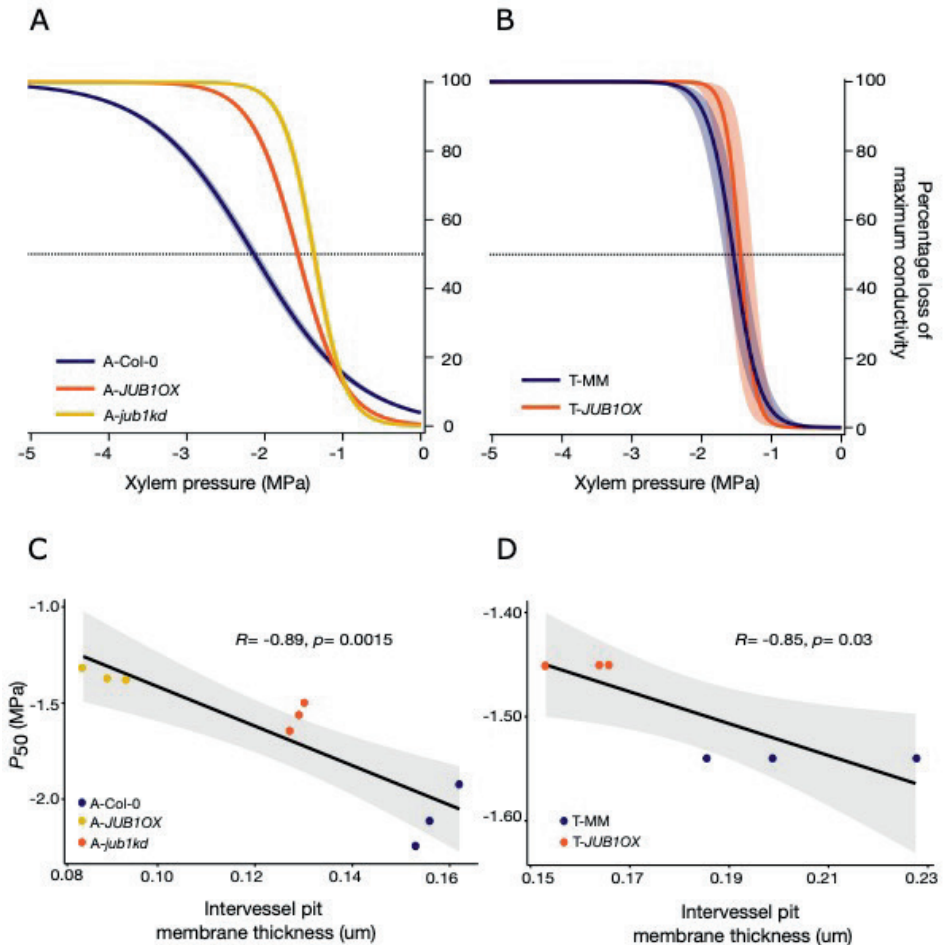 A
B
100
80
60
40
20
0
A-Col-0
A-JUB1OX
A-jub1kd
-5 -4 -3 -2 -1 0
Xylem pressure (MPa)
100
80
60
40
20
0
Percentage loss of
maximum conductivity
T-MM
T-JUB1OX
-5 -4 -3 -2 -1 0
Xylem pressure (MPa)
C
D
-1.0
-1.5
-2.0
P50 (MPa)
R= -0.89, p= 0.0015
A-Col-0
A-JUB1OX
A-jub1kd
0.08 0.10 0.12 0.14 0.16
Intervessel pit
membrane thickness (um)
-1.40
-1.50
-1.60
R= -0.85, p= 0.03
T-MM
T-JUB1OX
0.15 0.17 0.19 0.21 0.23
Intervessel pit
membrane thickness (um)